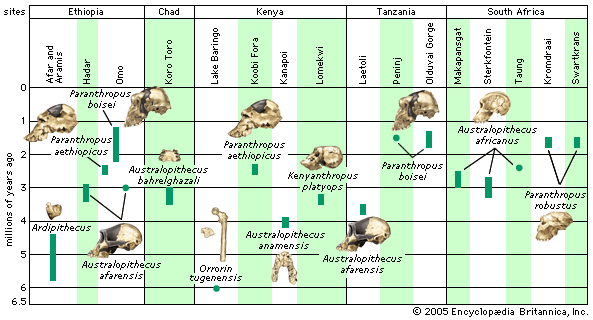 sites
Ethiopia
Chad
Kenya
Tanzania
South Africa
Afar and
Aramis
Hadar
Omo
Koro Toro
Lake Baringo
Koobi Fora
Kanapoi
Lomekwi
Laetoli
Peninj
Olduvai Gorge
Makapansgat
Sterkfontein
Taung
Kromdraai
Swartkrans
millions of years ago
0
1
2
3
4
5
6
6.5
Paranthropus
boisei
Paranthropus
aethiopicus
Ardipithecus
Australopithecus
afarensis
Australopithecus
bahrelghazali
Orrorin
tugenensis
Paranthropus
aethiopicus
Australopithecus
anamensis
Kenyanthropus
platyops
Australopithecus
afarensis
Paranthropus
boisei
Australopithecus
africanus
Paranthropus
robustus
© 2005 Encyclopædia Britannica, Inc.